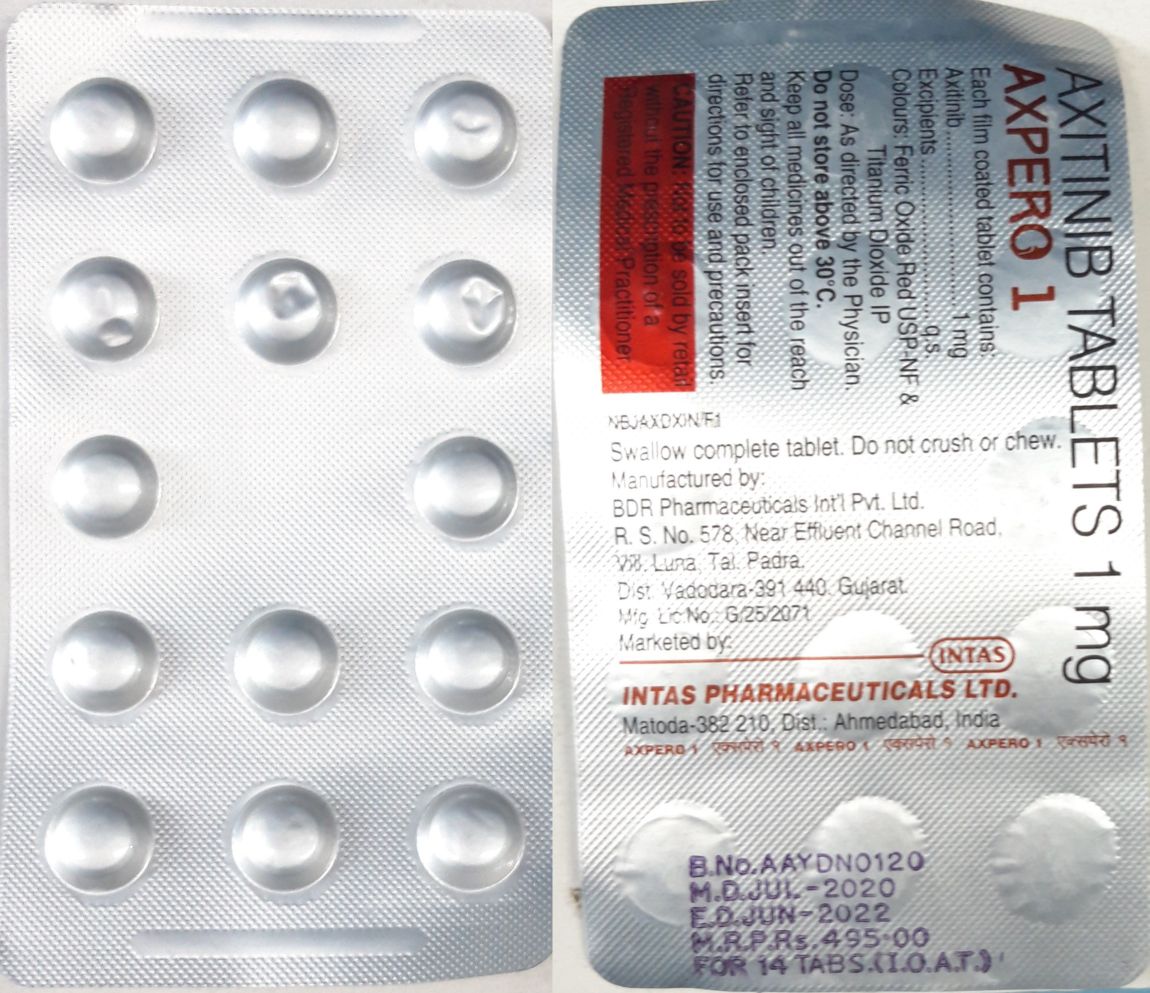 AXITINIB TABLETS 1 mg
AXPERO 1
Each film coated tablet contains:
Axitinib ........................... 1 mg
Excipients ........................... q.s
Colours: Ferric Oxide Red USP-NF &
Titanium Dioxide IP
Dose: As directed by the Physician.
Do not store above 30°C.
Keep all medicines out of the reach
and sight of children.
Refer to enclosed pack insert for
directions for use and precautions.
CAUTION: Not to be sold by retail
without the prescription of a
Registered Medical Practitioner.
Swallow complete tablet. Do not crush or chew.
Manufactured by:
BDR Pharmaceuticals Int'l Pvt. Ltd.
R. S. No. 578, Near Effluent Channel Road,
Vill. Luna, Tal. Padra.
Dist. Vadodara-391 440. Gujarat.
Mfg. Lic.No.: G/25/2071
Marketed by:
INTAS
INTAS PHARMACEUTICALS LTD.
Matoda-382 210, Dist.: Ahmedabad, India
AXPERO 1 एक्सपेरो १ AXPERO 1 एक्सपेरो १ AXPERO 1 एक्सपेरो १
B.No.AAYDN0120
M.D.JUL-2020
E.D.JUN-2022
M.R.P.Rs.495.00
FOR 14 TABS.(I.O.A.T.)